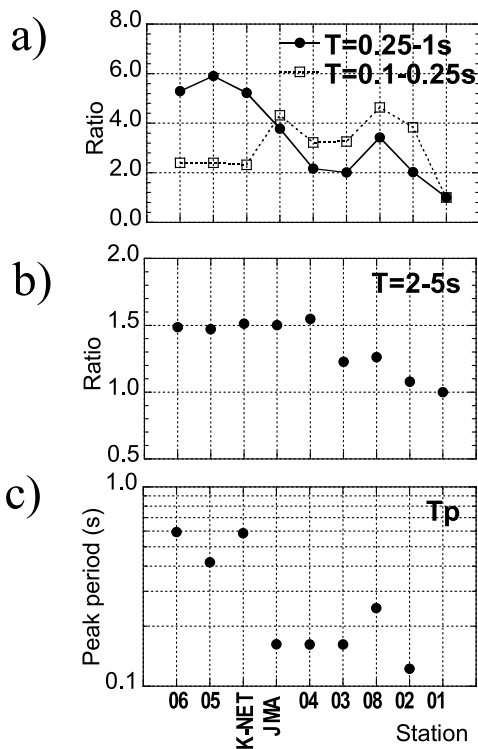 a)
T=0.25-1s
T=0.1-0.25s
Ratio
8.0
6.0
4.0
2.0
0.0
b)
T=2-5s
Ratio
2.0
1.5
1.0
0.5
c)
Tp
Peak period (s)
1.0
0.1
06 05 K-NET JMA 04 03 08 02 01
Station